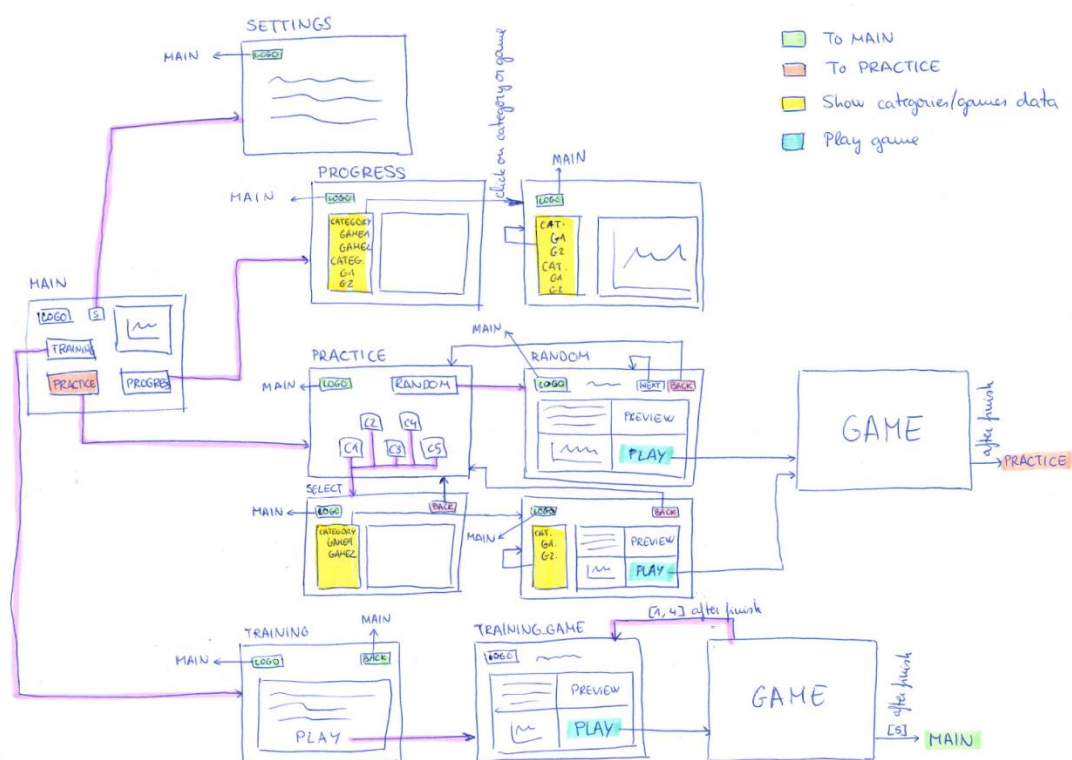 SETTINGS
MAIN
LOGO
To MAIN
To PRACTICE
Show categories/games data
Play game
click on category or game
PROGRESS
MAIN
LOGO
CATEGORY
GAME1
GAME2
CATEG.
G1
G2
MAIN
LOGO
CAT.
G1
G2
CAT.
G1
G2
MAIN
LOGO
S
TRAINING
PRACTICE
PROGRES
PRACTICE
MAIN
LOGO
RANDOM
C2
C4
C1
C3
C5
MAIN
RANDOM
LOGO
NEXT
BACK
PREVIEW
PLAY
GAME
after finish
PRACTICE
SELECT
MAIN
LOGO
BACK
CATEGORY
GAME1
GAME2
MAIN
LOGO
BACK
CAT.
G1.
G2.
PREVIEW
PLAY
TRAINING
MAIN
MAIN
LOGO
BACK
PLAY
TRAINING_GAME
LOGO
PREVIEW
PLAY
[1,4] after finish
GAME
after finish
[5]
MAIN